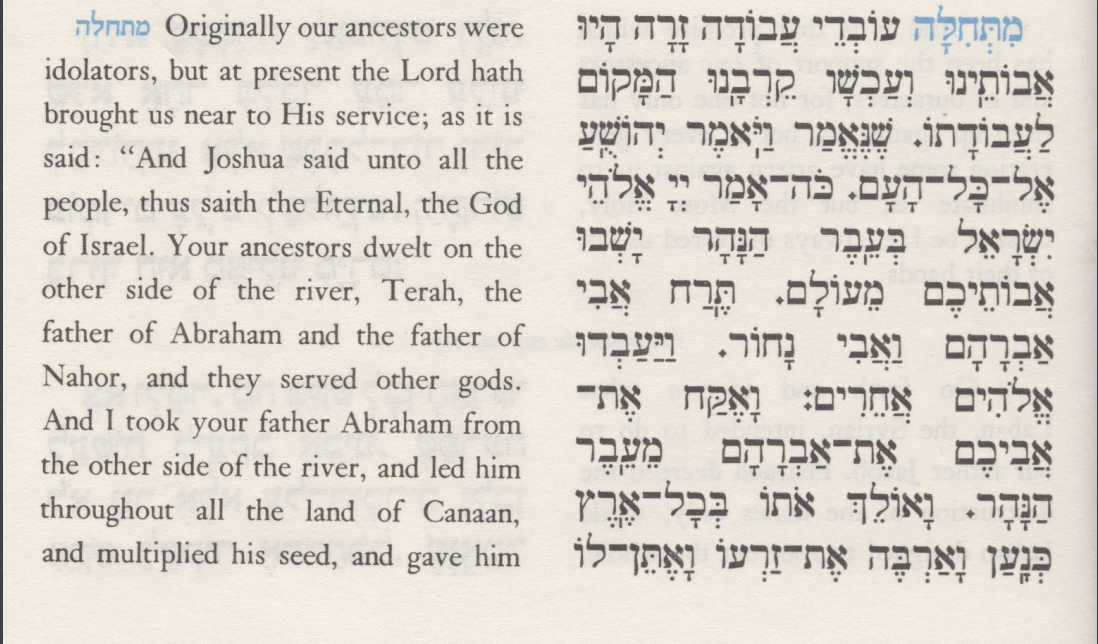 מתחלה Originally our ancestors were
idolators, but at present the Lord hath
brought us near to His service; as it is
said: ‘ And Joshua said unto all the
people, thus saith the Eternal, the God
of Israel. Your ancestors dwelt on the
other side of the river, Terah, the
father of Abraham and the father of
Nahor, and they served other gods.
And I took your father Abraham from
the other side of the river, and led him
throughout all the land of Canaan,
and multiplied his seed, and gave him
מִתְּחִלָּה עוֹבְדֵי עֲבוֹדָה זָרָה הָיוּ
אֲבוֹתֵינוּ וְעַכְשָׁו קֵרְבָנוּ הַמָּקוֹם
לַעֲבוֹדָתוֹ. שֶׁנֶּאֱמַר וַיֹּאמֶר יְהוֹשֻׁעַ
אֶל־כָּל־הָעָם. כֹּה־אָמַר יְיָ אֱלֹהֵי
יִשְׂרָאֵל בְּעֵבֶר הַנָּהָר יָשְׁבוּ
אֲבוֹתֵיכֶם מֵעוֹלָם. תֶּרַח אֲבִי
אַבְרָהָם וַאֲבִי נָחוֹר. וַיַּעַבְדוּ
אֱלֹהִים אֲחֵרִים: וָאֶקַּח אֶת
אֲבִיכֶם אֶת־אַבְרָהָם מֵעֵבֶר
הַנָּהָר וָאוֹלֵךְ אֹתוֹ בְּכָל־אֶרֶץ
כְּנָעַן וָאַרְבֶּה אֶת־זַרְעוֹ וָאֶתֶּן לוֹ